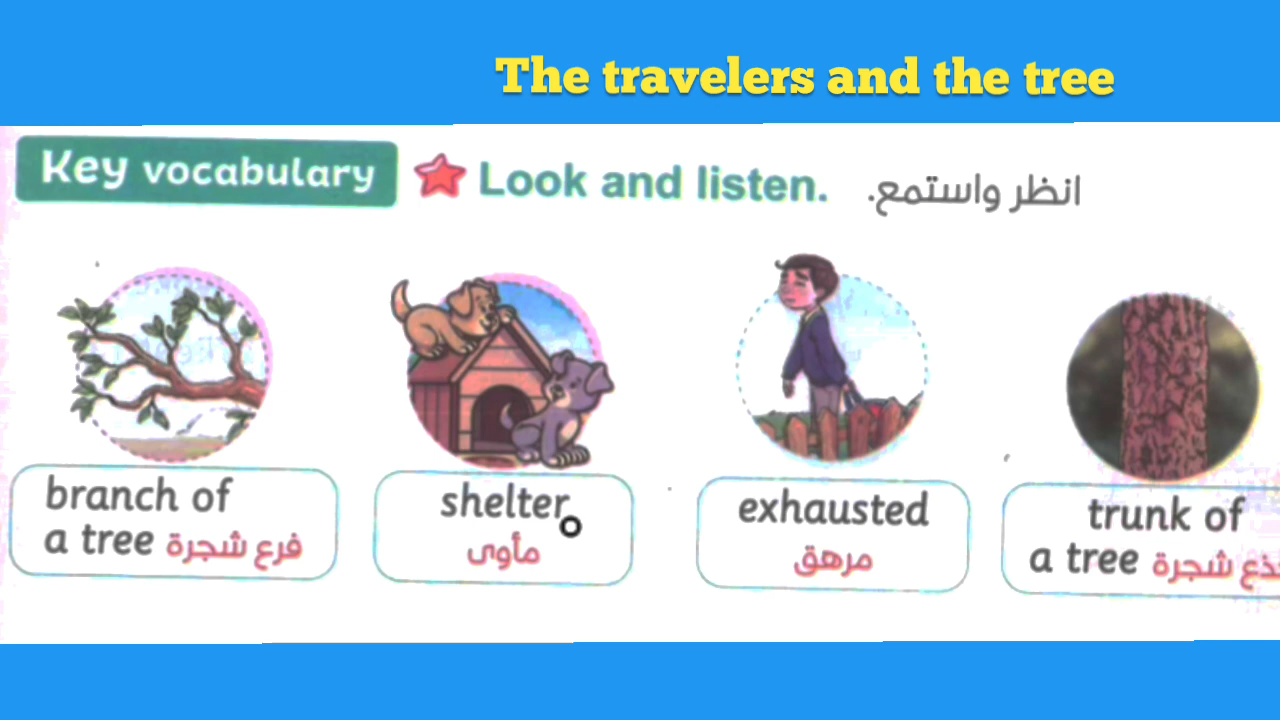 The travelers and the tree
Key vocabulary
Look and listen. انظر واستمع.
branch of
a tree فرع شجرة
shelter
مأوى
exhausted
مرهق
trunk of
a tree شجرة